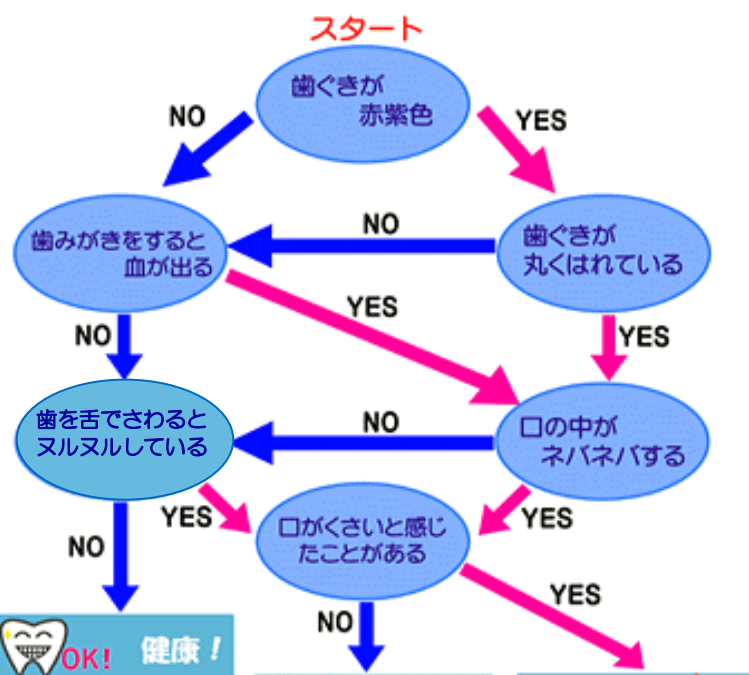 スタート
歯ぐきが
赤紫色
NO
YES
歯みがきをすると
血が出る
NO
歯ぐきが
丸くはれている
YES
NO
YES
歯を舌でさわると
ヌルヌルしている
NO
口の中が
ネバネバする
YES
YES
口がくさいと感じ
たことがある
NO
YES
NO
OK!
健康！